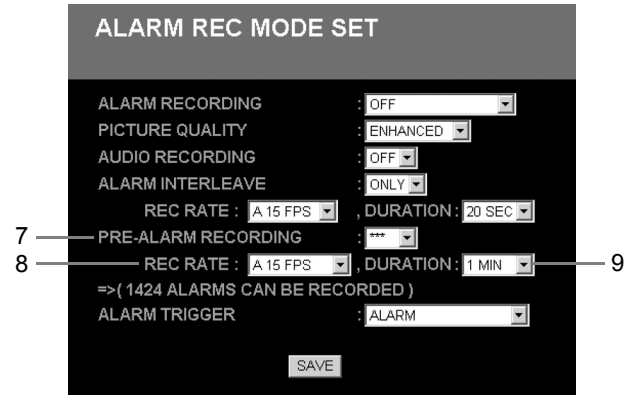 ALARM REC MODE SET
ALARM RECORDING : OFF
PICTURE QUALITY : ENHANCED
AUDIO RECORDING : OFF
ALARM INTERLEAVE : ONLY
REC RATE : A 15 FPS , DURATION : 20 SEC
7 PRE-ALARM RECORDING : ***
8 REC RATE : A 15 FPS , DURATION : 1 MIN 9
=>( 1424 ALARMS CAN BE RECORDED )
ALARM TRIGGER : ALARM
SAVE